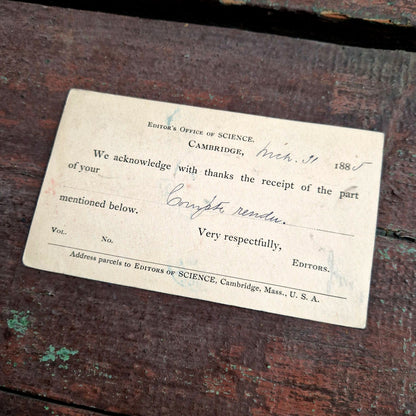 EDITOR'S OFFICE OF SCIENCE,
CAMBRIDGE, Mch. 31 1885
We acknowledge with thanks the receipt of the part
of your Compte rendu.
mentioned below.
Very respectfully,
EDITORS.
Vol. No.
Address parcels to EDITORS OF SCIENCE, Cambridge, Mass., U. S. A.